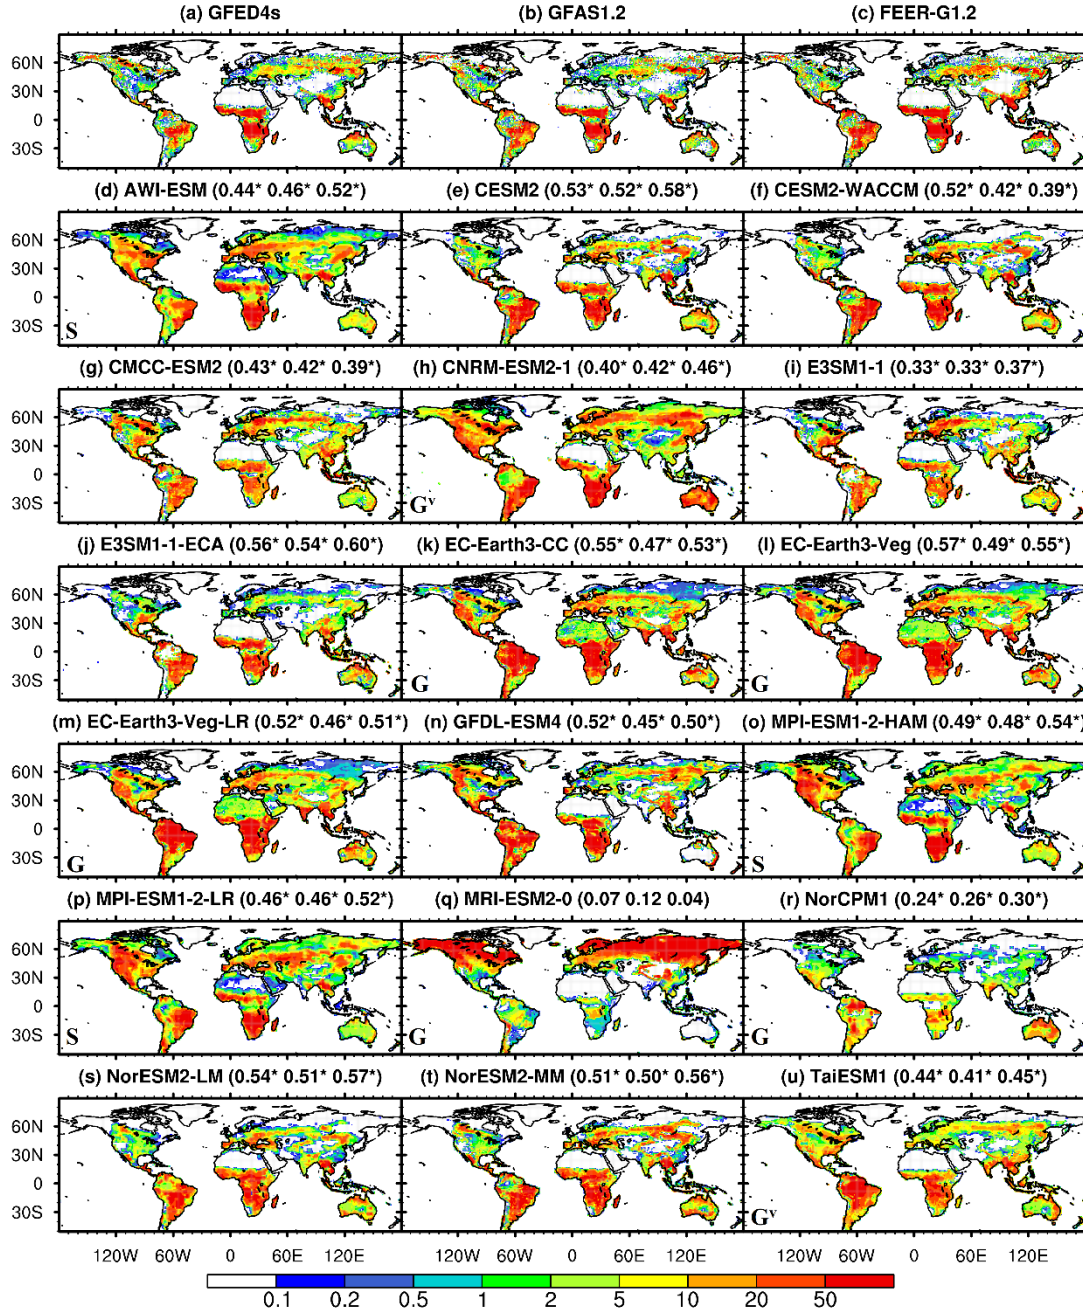 (a) GFED4s (b) GFAS1.2 (c) FEER-G1.2
60N
30N
0
30S
(d) AWI-ESM (0.44* 0.46* 0.52*) (e) CESM2 (0.53* 0.52* 0.58*) (f) CESM2-WACCM (0.52* 0.42* 0.39*)
60N
30N
0
30S
S
(g) CMCC-ESM2 (0.43* 0.42* 0.39*) (h) CNRM-ESM2-1 (0.40* 0.42* 0.46*) (i) E3SM1-1 (0.33* 0.33* 0.37*)
60N
30N
0
30S
Gᵛ
(j) E3SM1-1-ECA (0.56* 0.54* 0.60*) (k) EC-Earth3-CC (0.55* 0.47* 0.53*) (l) EC-Earth3-Veg (0.57* 0.49* 0.55*)
60N
30N
0
30S
G G
(m) EC-Earth3-Veg-LR (0.52* 0.46* 0.51*) (n) GFDL-ESM4 (0.52* 0.45* 0.50*) (o) MPI-ESM1-2-HAM (0.49* 0.48* 0.54*)
60N
30N
0
30S
G S
(p) MPI-ESM1-2-LR (0.46* 0.46* 0.52*) (q) MRI-ESM2-0 (0.07 0.12 0.04) (r) NorCPM1 (0.24* 0.26* 0.30*)
60N
30N
0
30S
S G G
(s) NorESM2-LM (0.54* 0.51* 0.57*) (t) NorESM2-MM (0.51* 0.50* 0.56*) (u) TaiESM1 (0.44* 0.41* 0.45*)
60N
30N
0
30S
Gᵛ
120W 60W 0 60E 120E 120W 60W 0 60E 120E 120W 60W 0 60E 120E
0.1 0.2 0.5 1 2 5 10 20 50